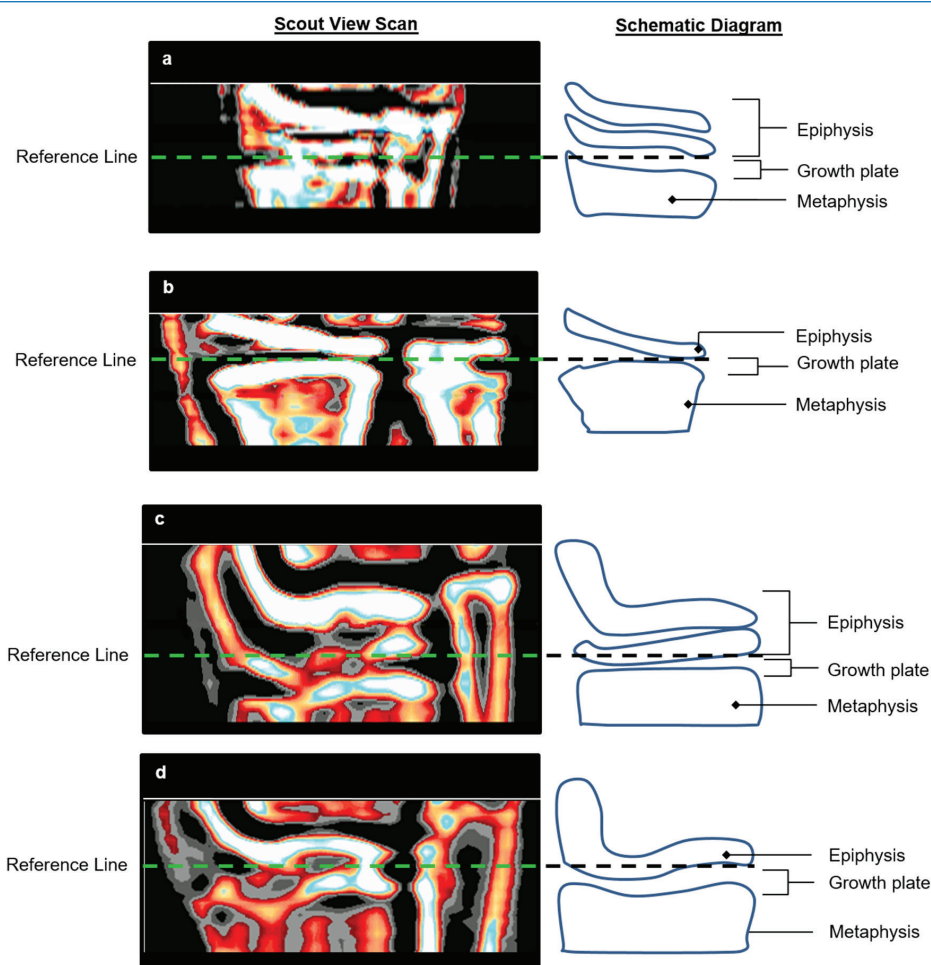 Scout View Scan
Schematic Diagram
a
Reference Line
Epiphysis
Growth plate
Metaphysis
b
Reference Line
Epiphysis
Growth plate
Metaphysis
c
Reference Line
Epiphysis
Growth plate
Metaphysis
d
Reference Line
Epiphysis
Growth plate
Metaphysis